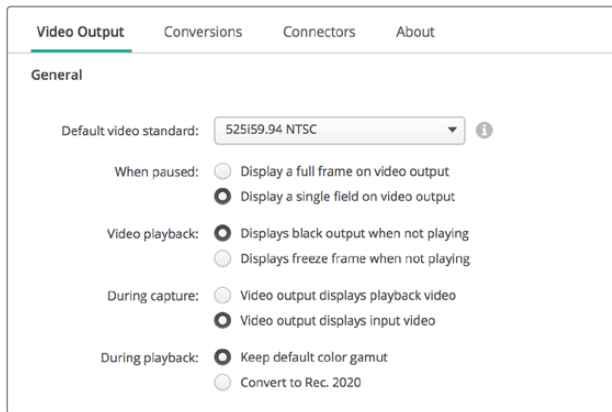 Video Output Conversions Connectors About
General
Default video standard: 525i59.94 NTSC i
When paused: Display a full frame on video output
Display a single field on video output
Video playback: Displays black output when not playing
Displays freeze frame when not playing
During capture: Video output displays playback video
Video output displays input video
During playback: Keep default color gamut
Convert to Rec. 2020